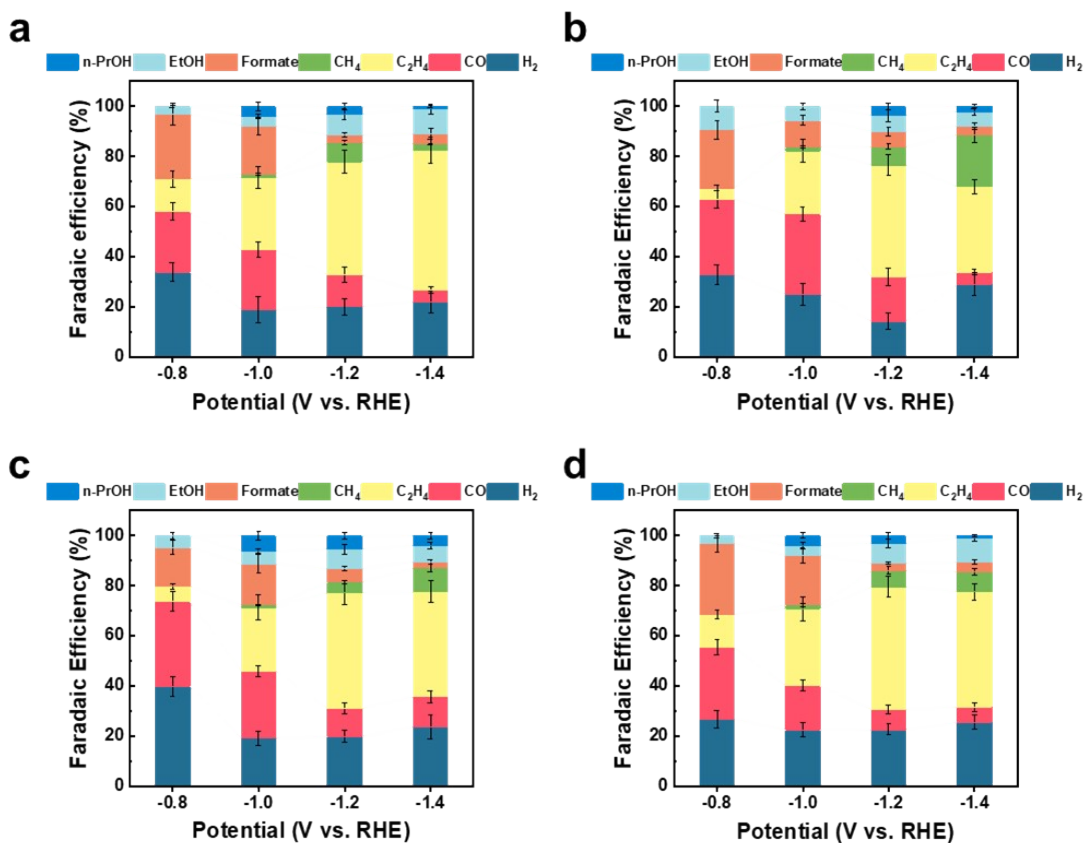 a
n-PrOH EtOH Formate CH₄ C₂H₄ CO H₂
Faradaic efficiency (%)
100
80
60
40
20
0
-0.8 -1.0 -1.2 -1.4
Potential (V vs. RHE)
b
n-PrOH EtOH Formate CH₄ C₂H₄ CO H₂
Faradaic Efficiency (%)
100
80
60
40
20
0
-0.8 -1.0 -1.2 -1.4
Potential (V vs. RHE)
c
n-PrOH EtOH Formate CH₄ C₂H₄ CO H₂
Faradaic Efficiency (%)
100
80
60
40
20
0
-0.8 -1.0 -1.2 -1.4
Potential (V vs. RHE)
d
n-PrOH EtOH Formate CH₄ C₂H₄ CO H₂
Faradaic Efficiency (%)
100
80
60
40
20
0
-0.8 -1.0 -1.2 -1.4
Potential (V vs. RHE)